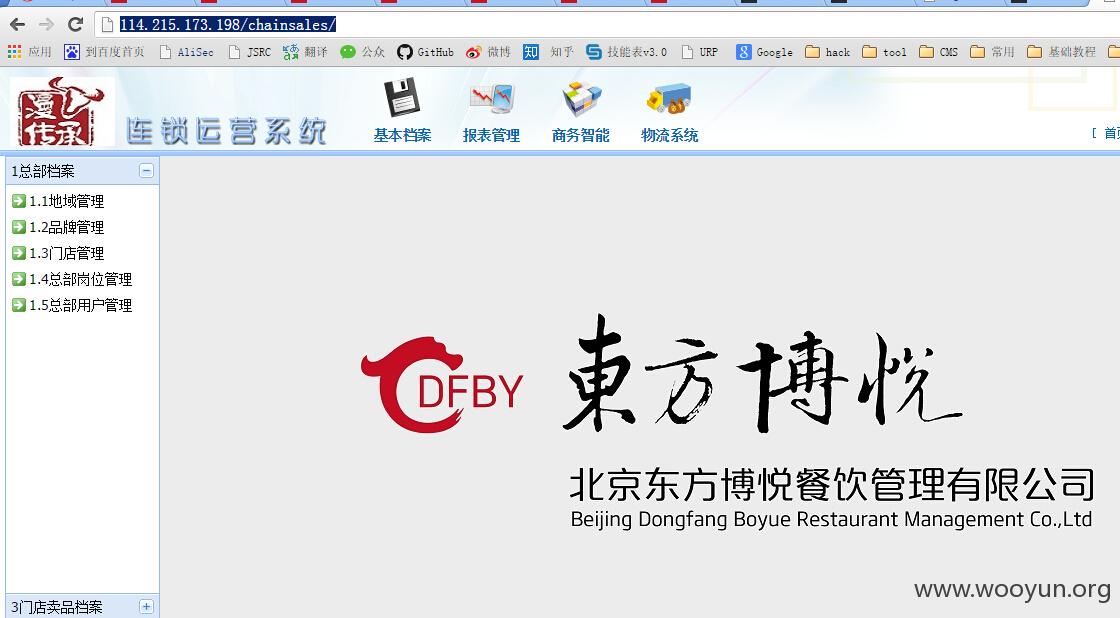 114.215.173.198/chainsales/
应用 到百度首页 AliSec JSRC 翻译 公众 GitHub 微博 知 知乎 技能表v3.0 URP 8 Google hack tool CMS 常用 基础教程
漫
传承
连锁运营系统
基本档案 报表管理 商务智能 物流系统
[ 首
1总部档案
1.1地域管理
1.2品牌管理
1.3门店管理
1.4总部岗位管理
1.5总部用户管理
DFBY
東方博悦
北京东方博悦餐饮管理有限公司
Beijing Dongfang Boyue Restaurant Management Co.,Ltd
www.wooyun.org
3门店卖品档案